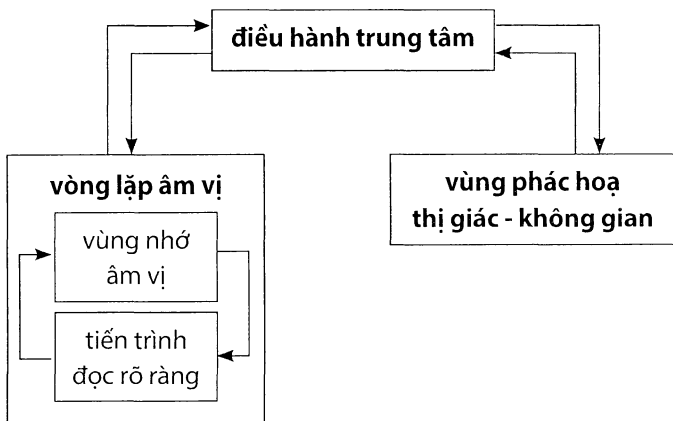 điều hành trung tâm
vòng lặp âm vị
vùng nhớ
âm vị
tiến trình
đọc rõ ràng
vùng phác hoạ
thị giác - không gian